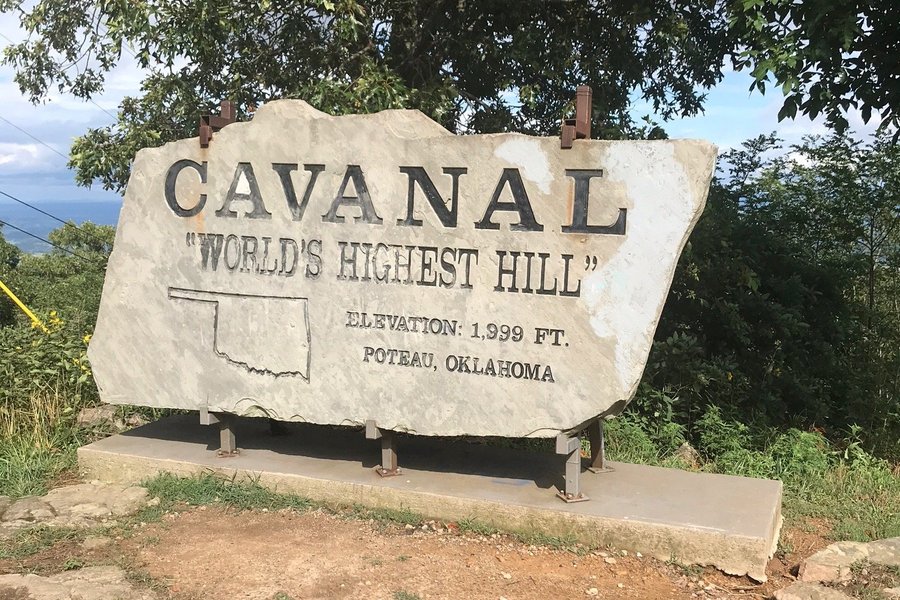 CAVANAL
"WORLD'S HIGHEST HILL"
ELEVATION: 1,999 FT.
POTEAU, OKLAHOMA